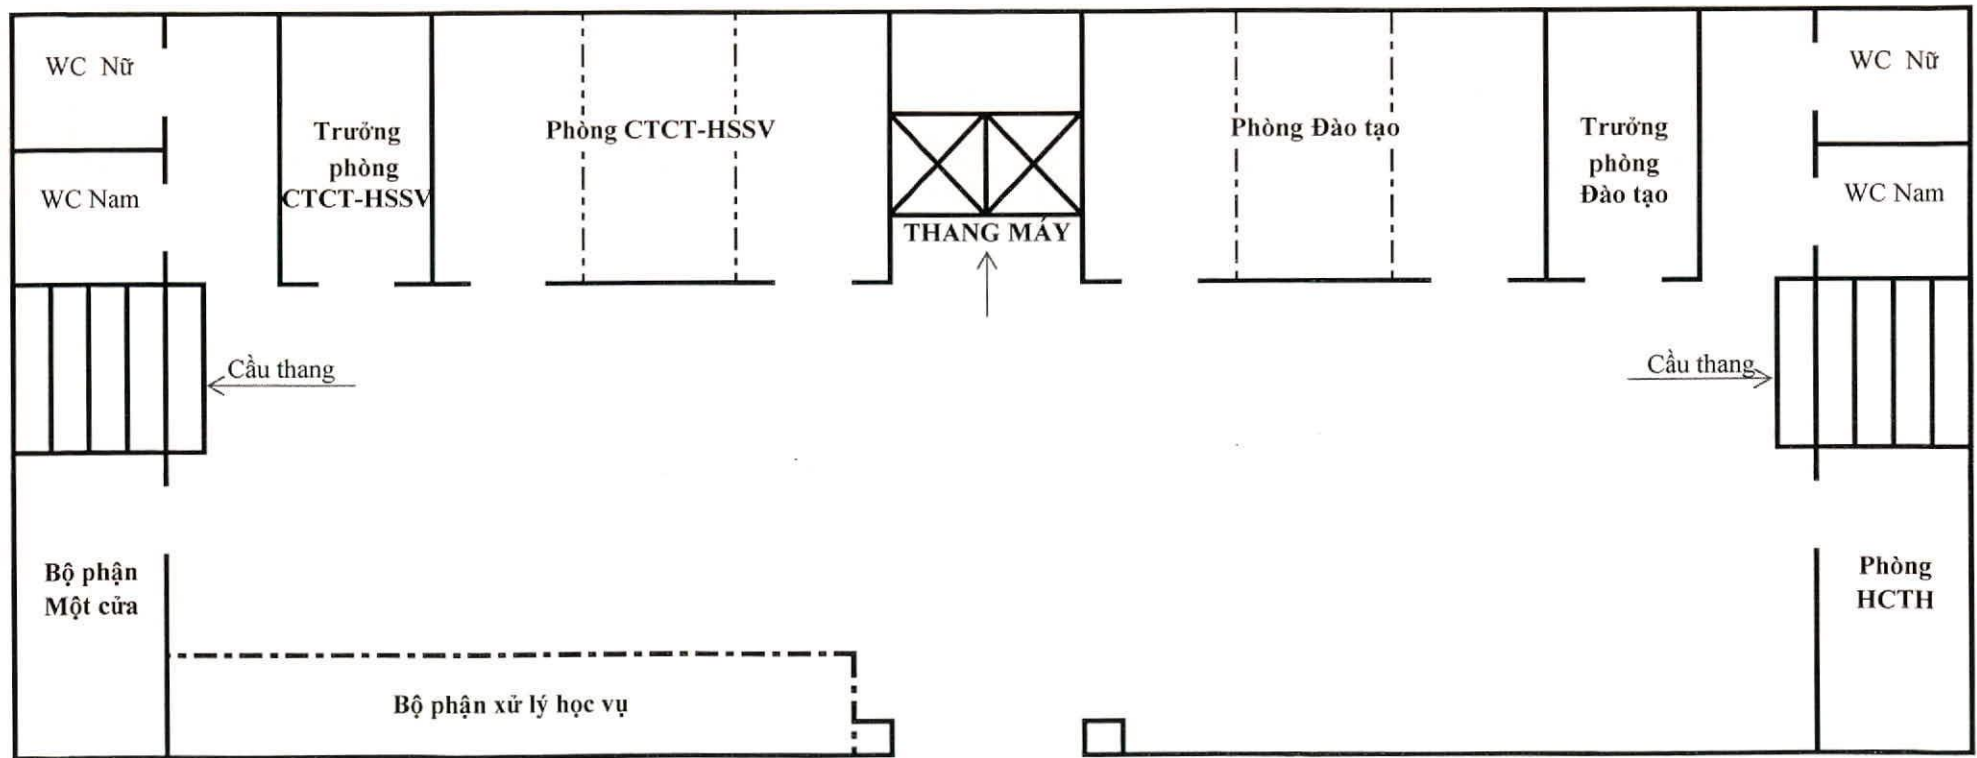 WC Nữ
WC Nam
Trưởng
phòng
CTCT-HSSV
Phòng CTCT-HSSV
THANG MÁY
Phòng Đào tạo
Trưởng
phòng
Đào tạo
WC Nữ
WC Nam
Cầu thang
Cầu thang
Bộ phận
Một cửa
Bộ phận xử lý học vụ
Phòng
HCTH